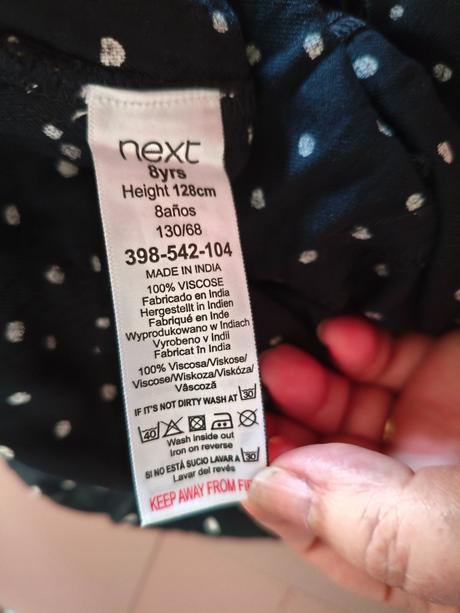 next
8yrs
Height 128cm
8años
130/68
398-542-104
MADE IN INDIA
100% VISCOSE
Fabricado en India
Hergestellt in Indien
Fabriqué en Inde
Wyprodukowano w Indiach
Vyrobeno v Indii
Fabricat în India
100% Viscosa/Viskose/
Viscose/Wiskoza/Viskóza/
Vâscoză
IF IT'S NOT DIRTY WASH AT 30
40
Wash inside out
Iron on reverse
SI NO ESTÁ SUCIO LAVAR A 30
Lavar del revés
KEEP AWAY FROM